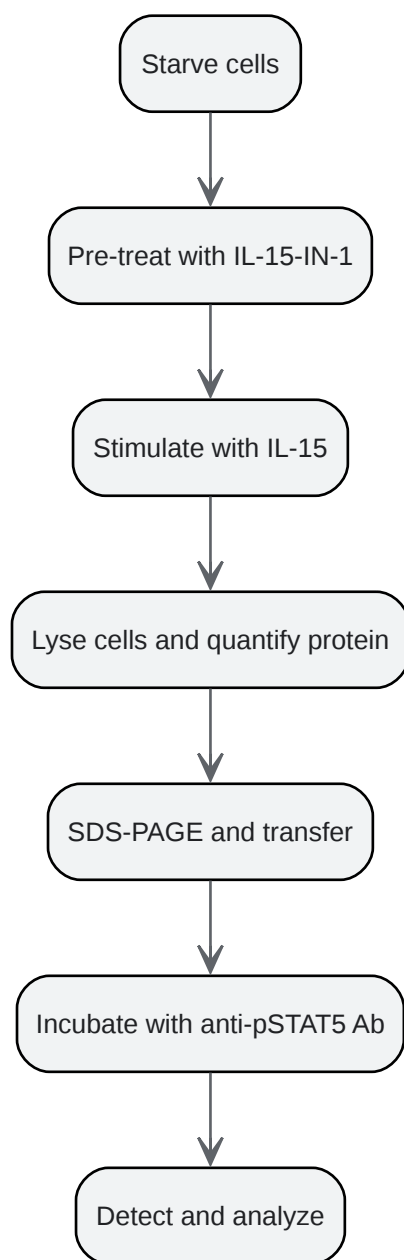 Starve cells
Pre-treat with IL-15-IN-1
Stimulate with IL-15
Lyse cells and quantify protein
SDS-PAGE and transfer
Incubate with anti-pSTAT5 Ab
Detect and analyze